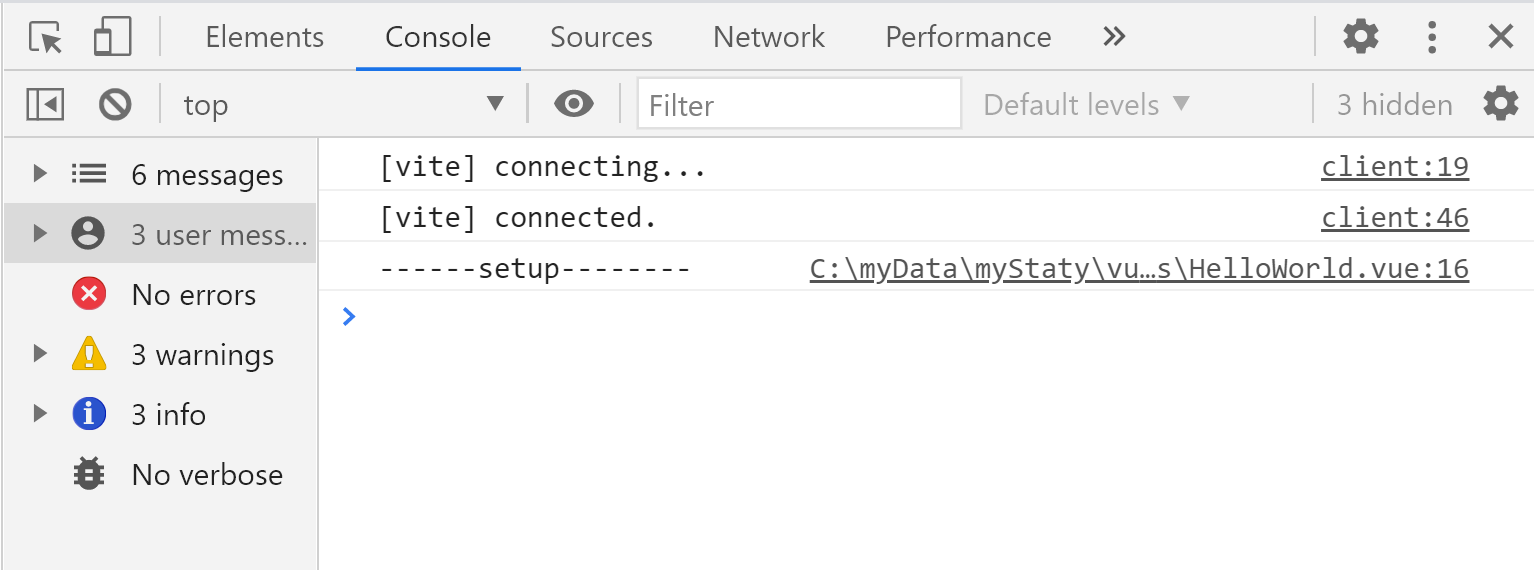 Elements Console Sources Network Performance »
top Filter Default levels 3 hidden
6 messages
3 user mess...
No errors
3 warnings
3 info
No verbose
[vite] connecting... client:19
[vite] connected. client:46
------setup-------- C:\myData\myStaty\vu…s\HelloWorld.vue:16